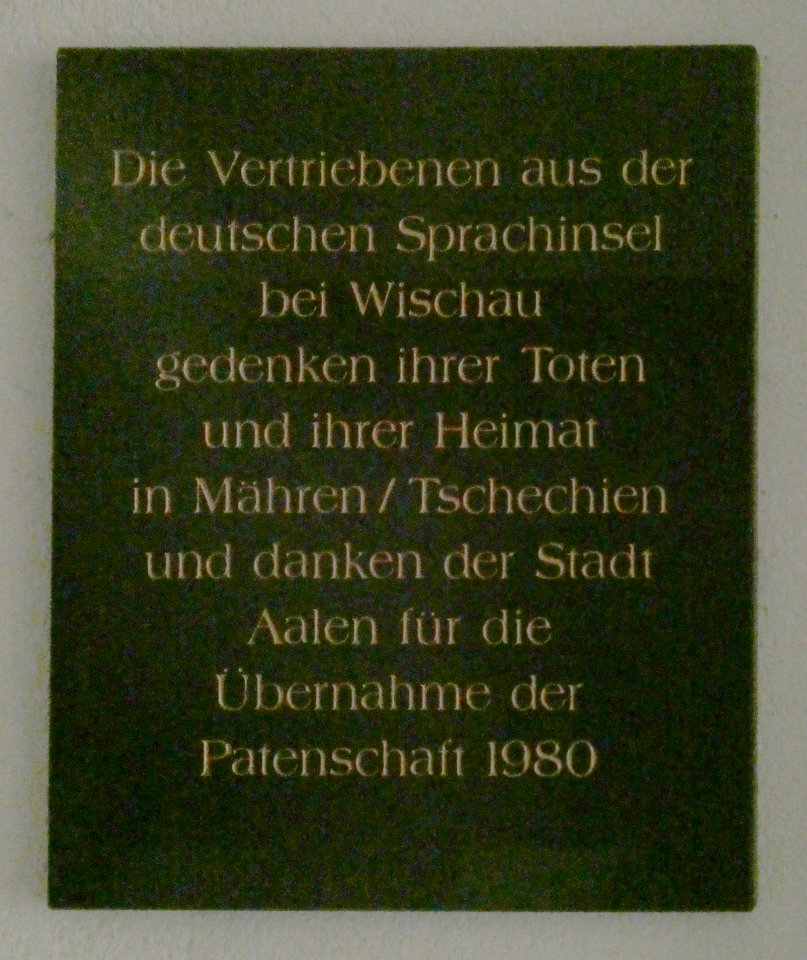 Die Vertriebenen aus der
deutschen Sprachinsel
bei Wischau
gedenken ihrer Toten
und ihrer Heimat
in Mähren / Tschechien
und danken der Stadt
Aalen für die
Übernahme der
Patenschaft 1980